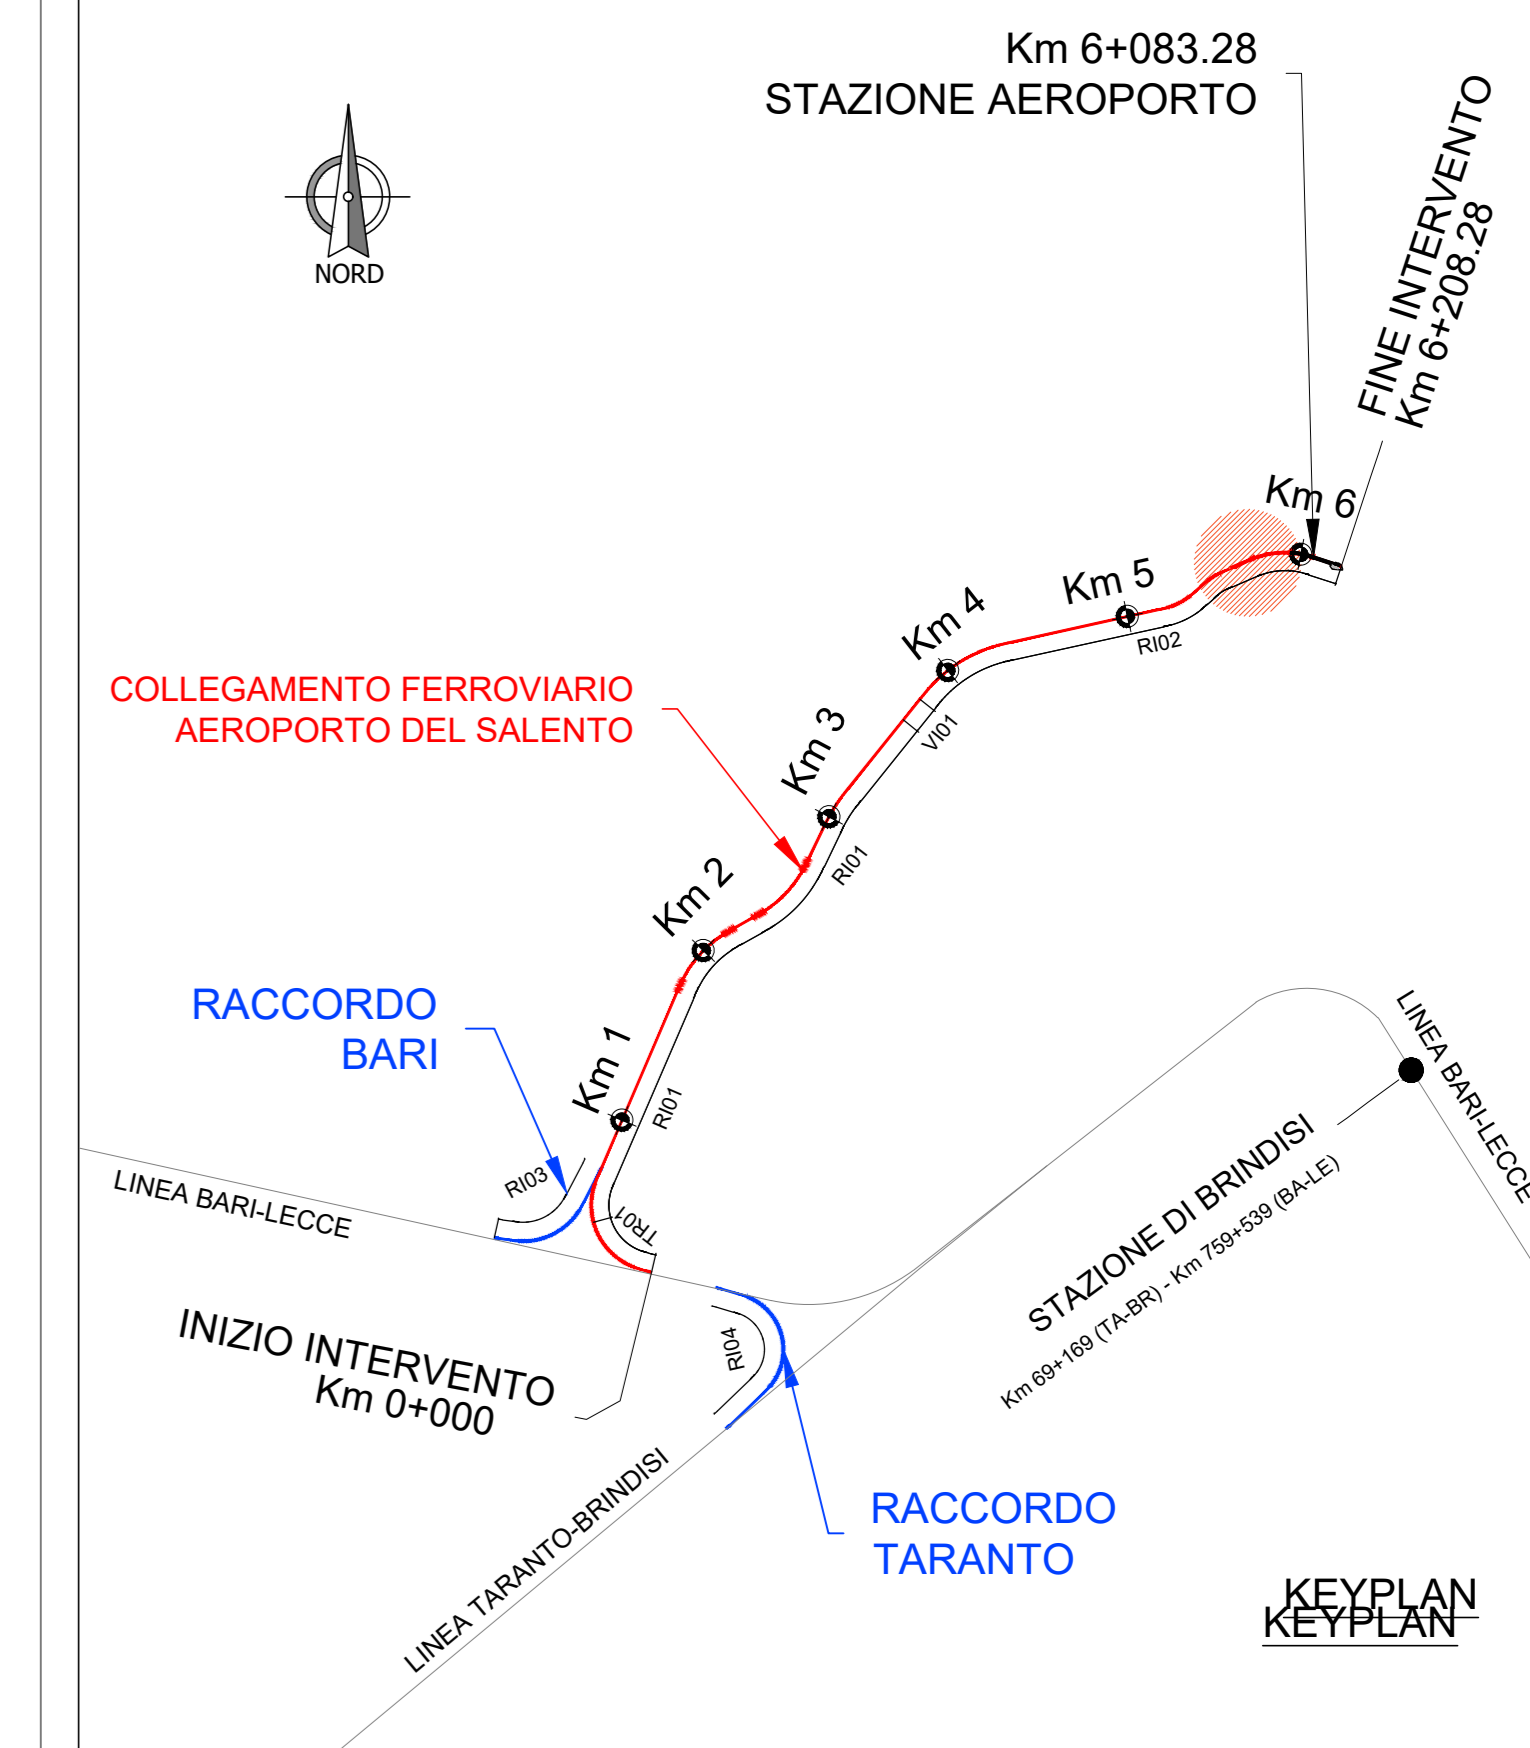 Km 6+083.28
STAZIONE AEROPORTO
FINE INTERVENTO
Km 6+208.28
NORD
Km 6
Km 5
Km 4
RI02
COLLEGAMENTO FERROVIARIO
AEROPORTO DEL SALENTO
Km 3
VI01
RI01
Km 2
RACCORDO
BARI
Km 1
RI01
LINEA BARI-LECCE
RI03
LINEA BARI-LECCE
TR01
STAZIONE DI BRINDISI
Km 69+169 (TA-BR) - Km 759+539 (BA-LE)
INIZIO INTERVENTO
Km 0+000
RI04
LINEA TARANTO-BRINDISI
RACCORDO
TARANTO
KEYPLAN
KEYPLAN